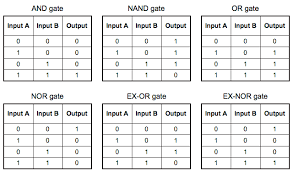 AND gate NAND gate OR gate
Input A Input B Output Input A Input B Output Input A Input B Output
0 0 0 0 0 1 0 0 0
1 0 0 1 0 1 1 0 1
0 1 0 0 1 1 0 1 1
1 1 1 1 1 0 1 1 1
NOR gate EX-OR gate EX-NOR gate
Input A Input B Output Input A Input B Output Input A Input B Output
0 0 1 0 0 0 0 0 1
1 0 0 1 0 1 1 0 0
0 1 0 0 1 1 0 1 0
1 1 0 1 1 0 1 1 1